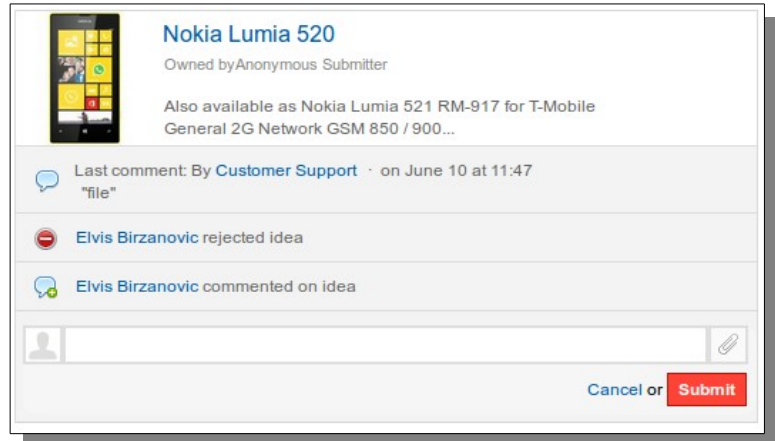 Nokia Lumia 520
Owned byAnonymous Submitter
Also available as Nokia Lumia 521 RM-917 for T-Mobile
General 2G Network GSM 850 / 900...
Last comment: By Customer Support · on June 10 at 11:47
"file"
Elvis Birzanovic rejected idea
Elvis Birzanovic commented on idea
Cancel or Submit